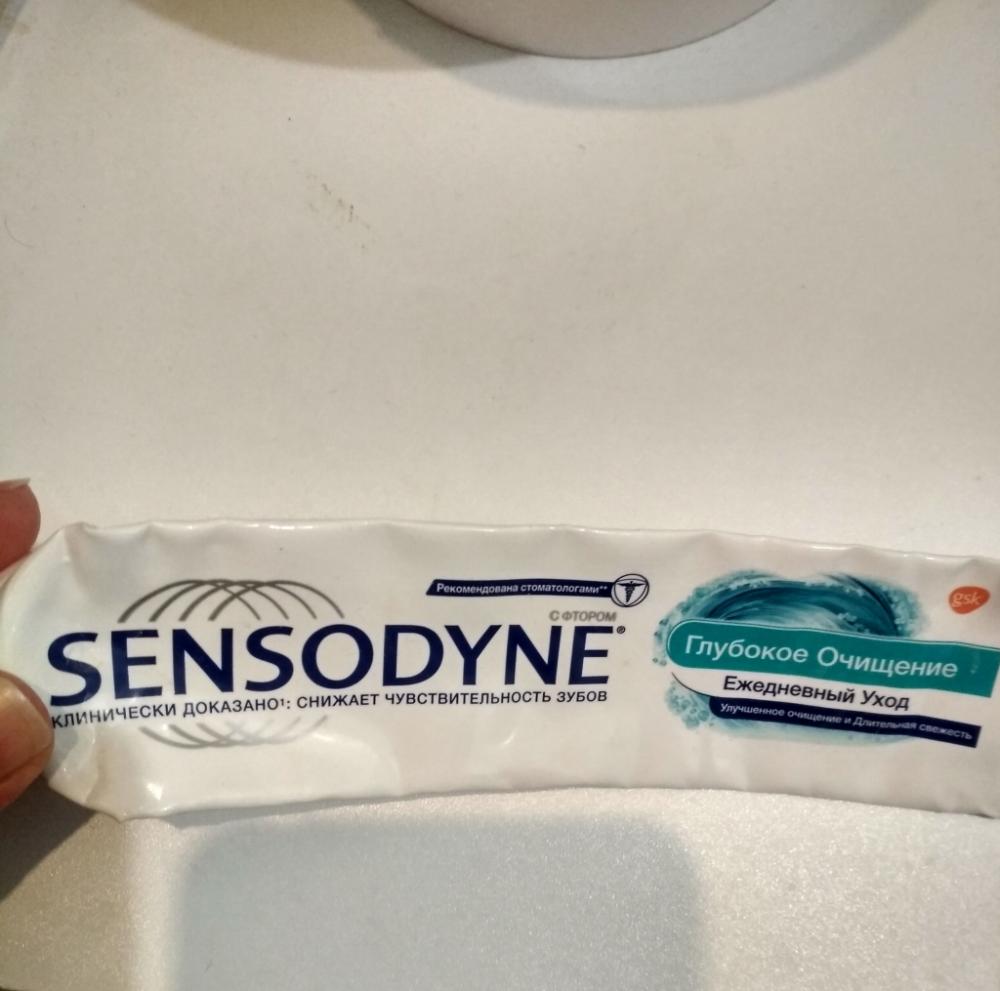 Рекомендована стоматологами**
С ФТОРОМ
SENSODYNE®
КЛИНИЧЕСКИ ДОКАЗАНО¹: СНИЖАЕТ ЧУВСТВИТЕЛЬНОСТЬ ЗУБОВ
gsk
Глубокое Очищение
Ежедневный Уход
Улучшенное очищение и Длительная свежесть